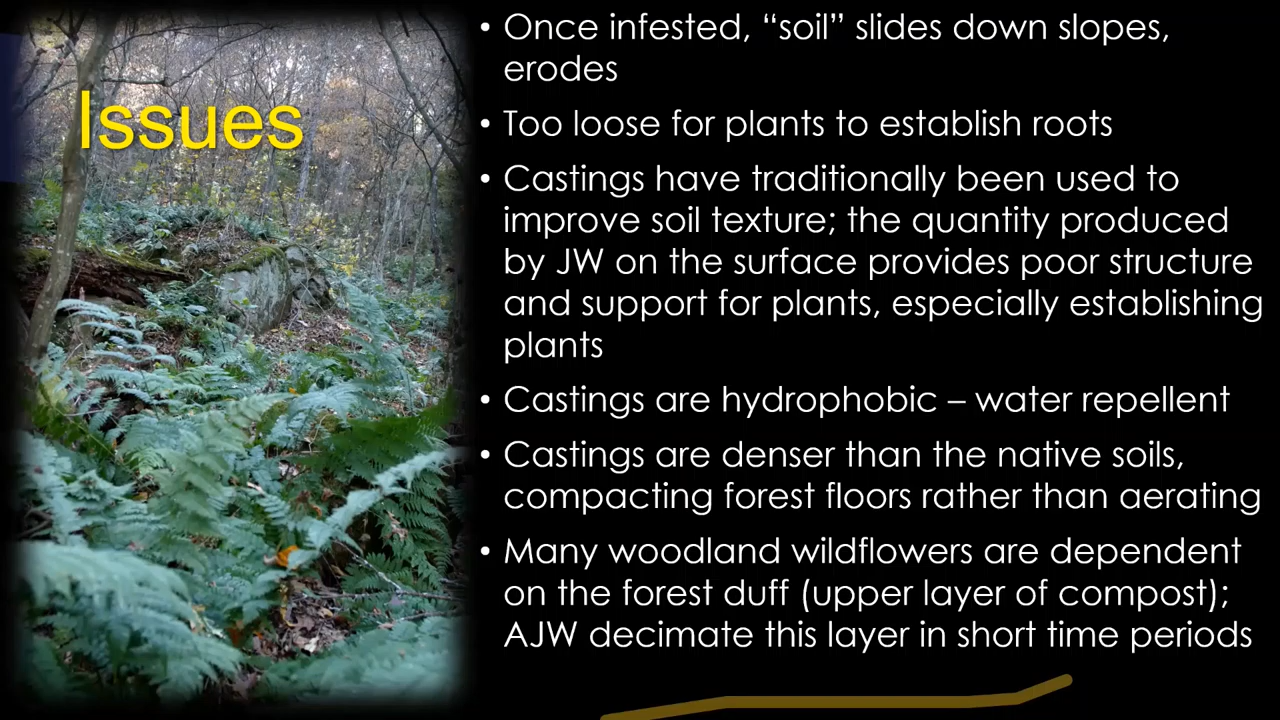 Issues
• Once infested, “soil” slides down slopes,
erodes
• Too loose for plants to establish roots
• Castings have traditionally been used to
improve soil texture; the quantity produced
by JW on the surface provides poor structure
and support for plants, especially establishing
plants
• Castings are hydrophobic – water repellent
• Castings are denser than the native soils,
compacting forest floors rather than aerating
• Many woodland wildflowers are dependent
on the forest duff (upper layer of compost);
AJW decimate this layer in short time periods